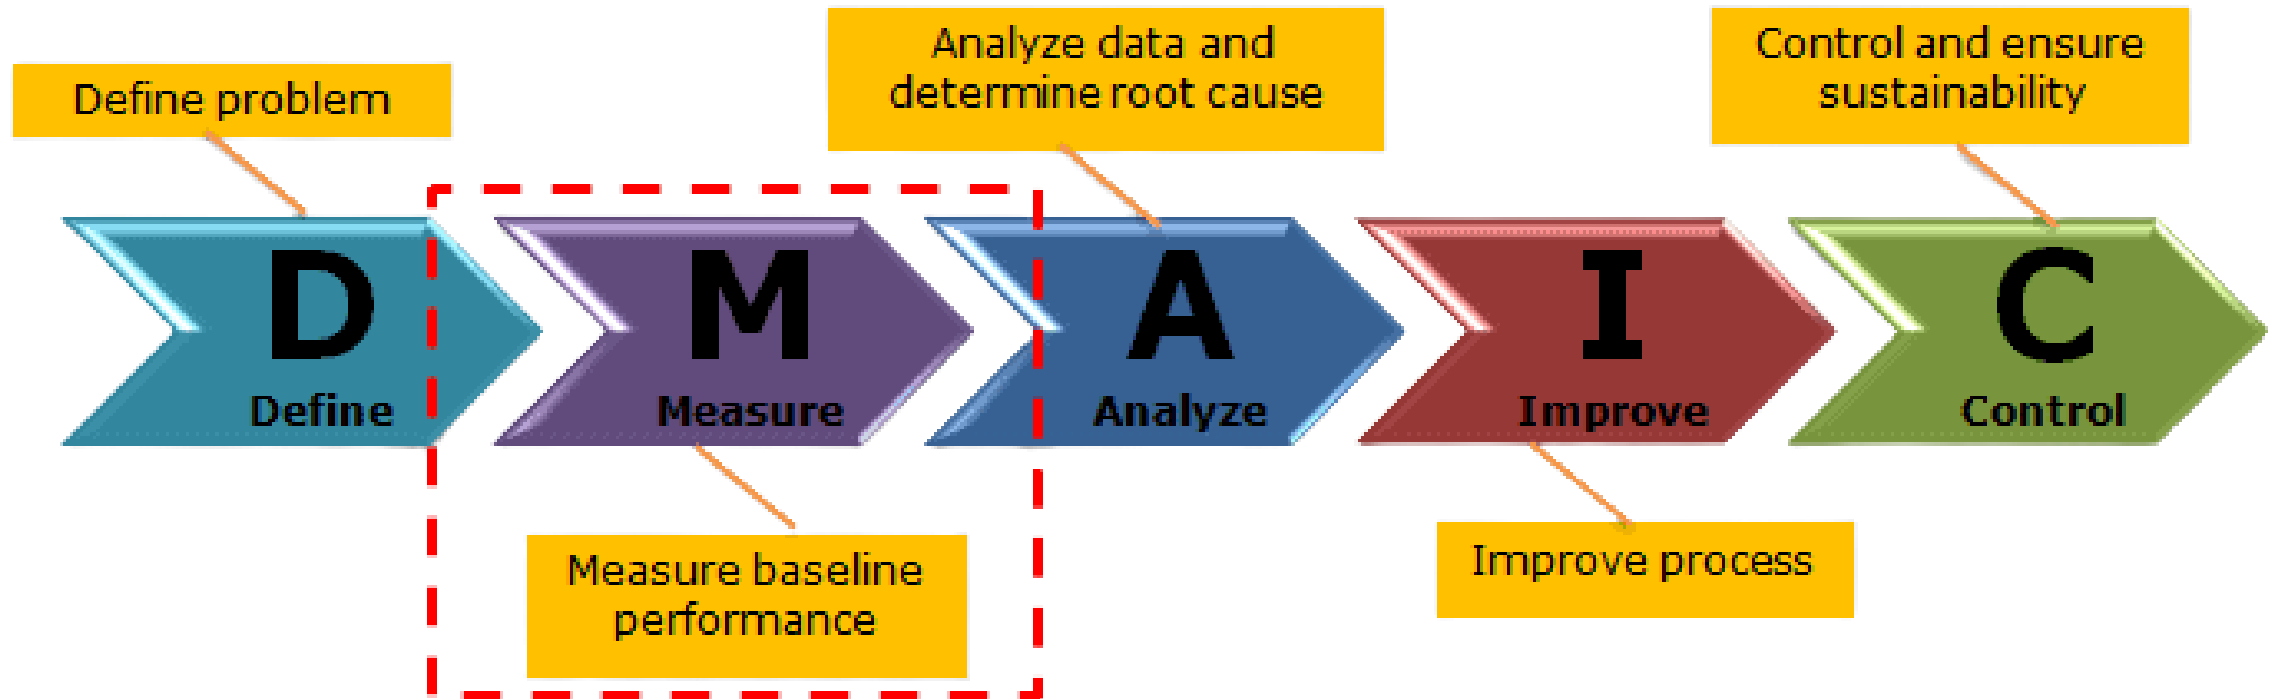 Define problem
Analyze data and
determine root cause
Control and ensure
sustainability
D
Define
M
Measure
A
Analyze
I
Improve
C
Control
Measure baseline
performance
Improve process